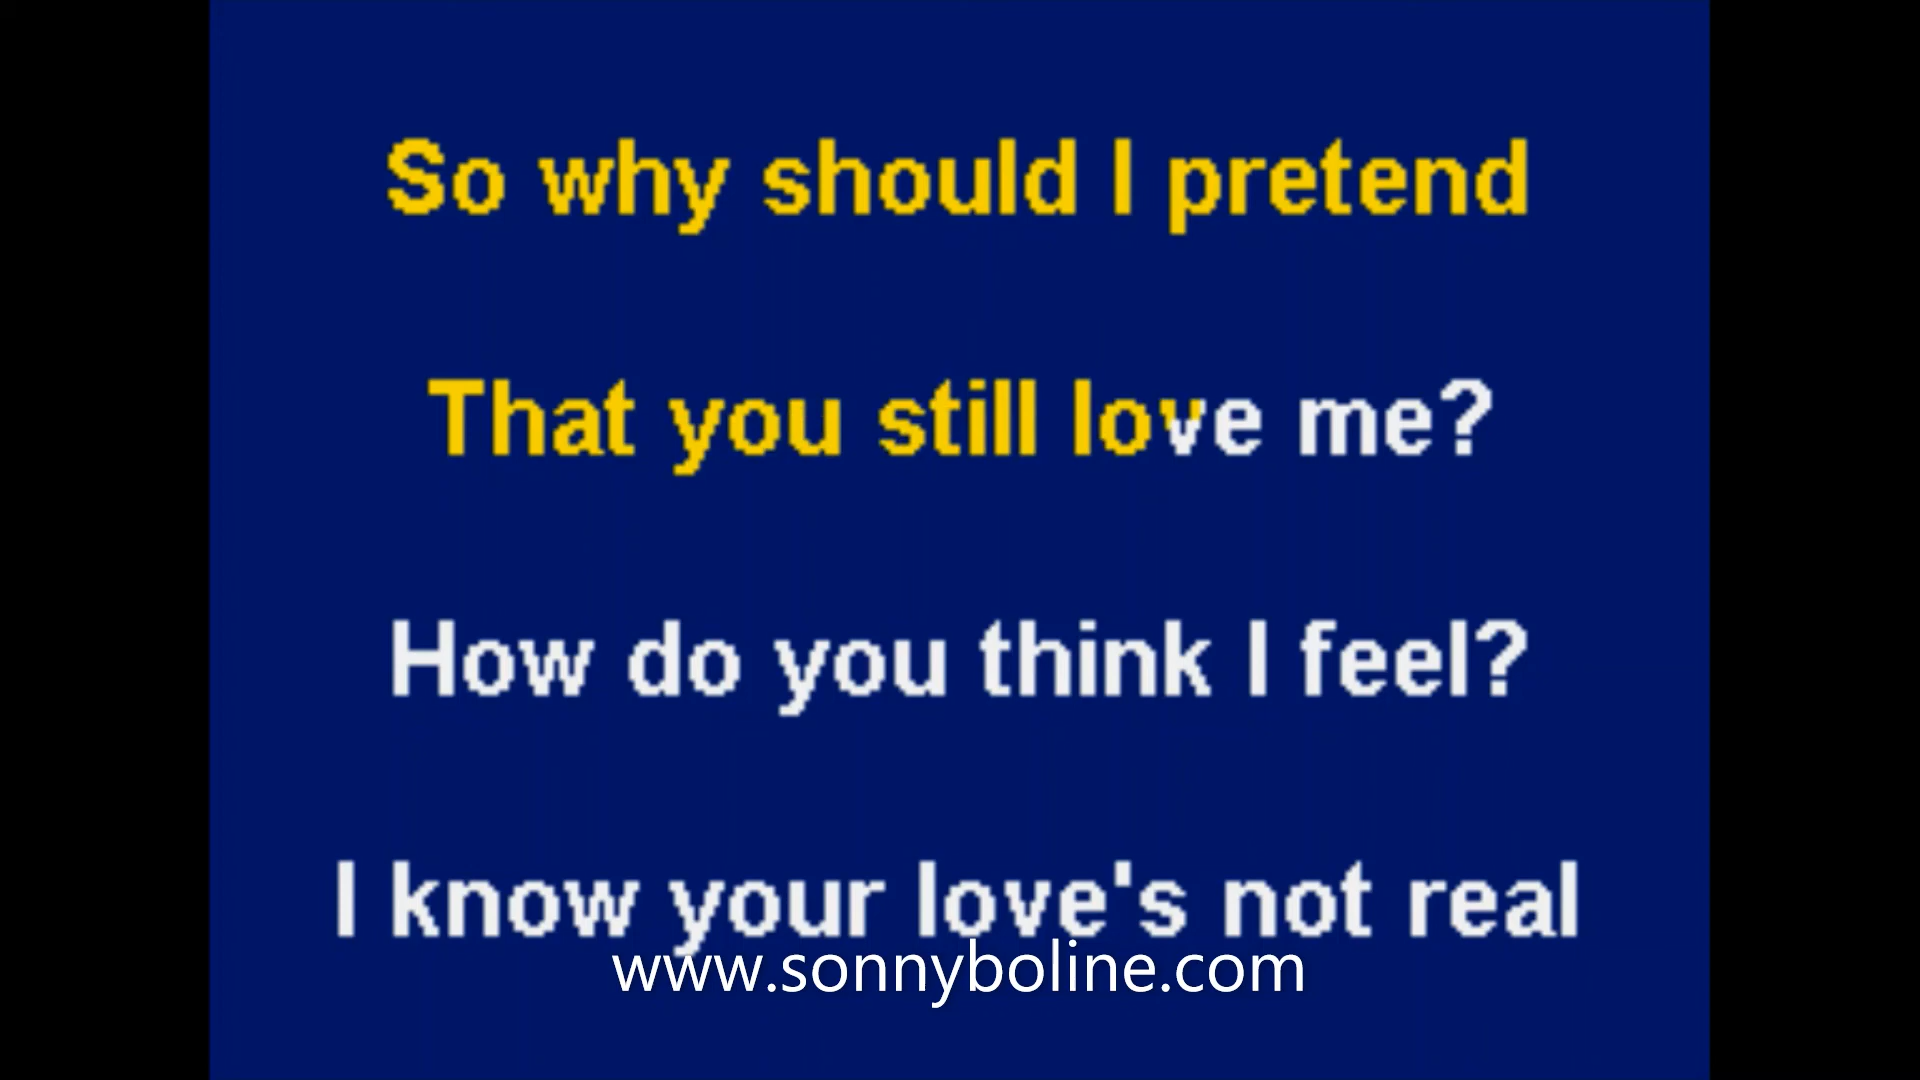 So why should I pretend
That you still love me?
How do you think I feel?
I know your love's not real
www.sonnyboline.com